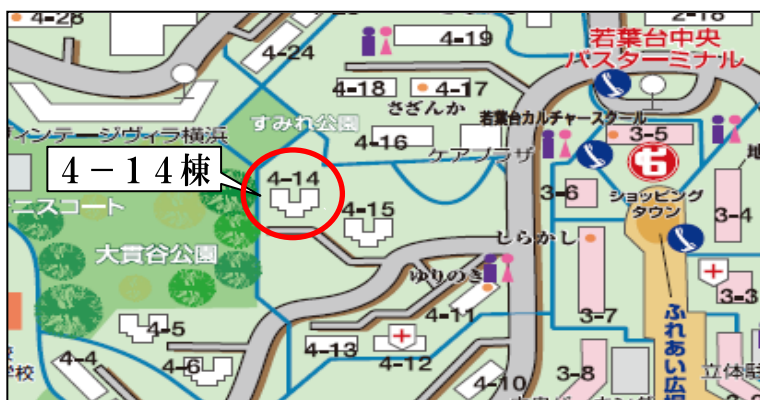 4-28
4-24
4-19
2-18
若葉台中央
バスターミナル
4-18
4-17
さざんか
すみれ公園
4-16
若葉台カルチャースクール
3-5
ィンテージヴィラ横浜
ケアプラザ
4－14棟
4-14
4-15
3-6
ショッピング
タウン
3-4
ニスコート
大貫谷公園
しらかし
ゆりのき
3-3
4-5
4-11
3-7
ふれあい広場
4-4
4-6
4-13
4-12
3-8
立体駐
学校
4-10